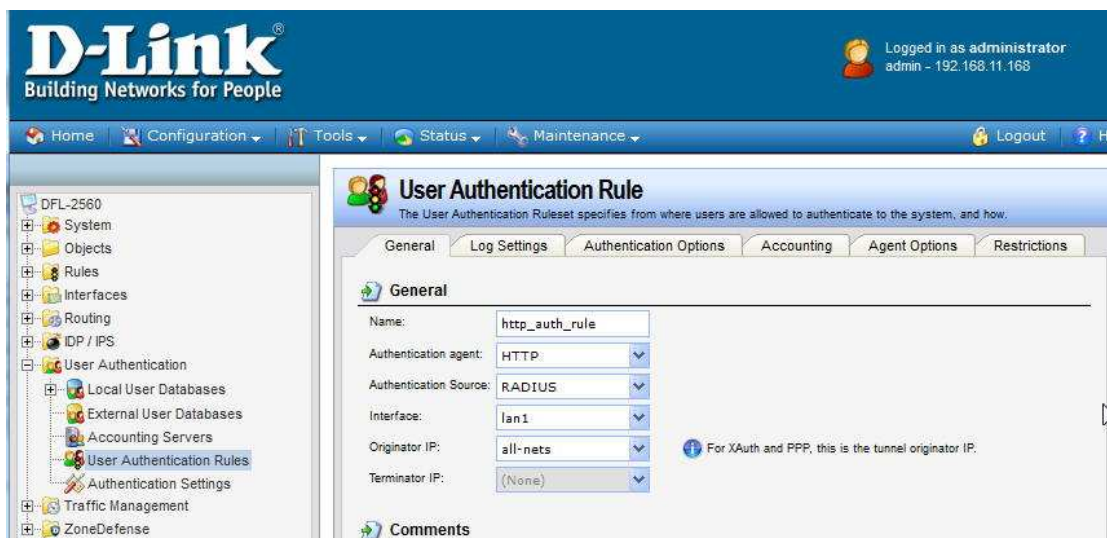 D-Link®
Building Networks for People
Logged in as administrator
admin - 192.168.11.168
Home Configuration Tools Status Maintenance Logout
DFL-2560
System
Objects
Rules
Interfaces
Routing
IDP / IPS
User Authentication
Local User Databases
External User Databases
Accounting Servers
User Authentication Rules
Authentication Settings
Traffic Management
ZoneDefense
User Authentication Rule
The User Authentication Ruleset specifies from where users are allowed to authenticate to the system, and how.
General Log Settings Authentication Options Accounting Agent Options Restrictions
General
Name: http_auth_rule
Authentication agent: HTTP
Authentication Source: RADIUS
Interface: lan1
Originator IP: all-nets For XAuth and PPP, this is the tunnel originator IP.
Terminator IP: (None)
Comments